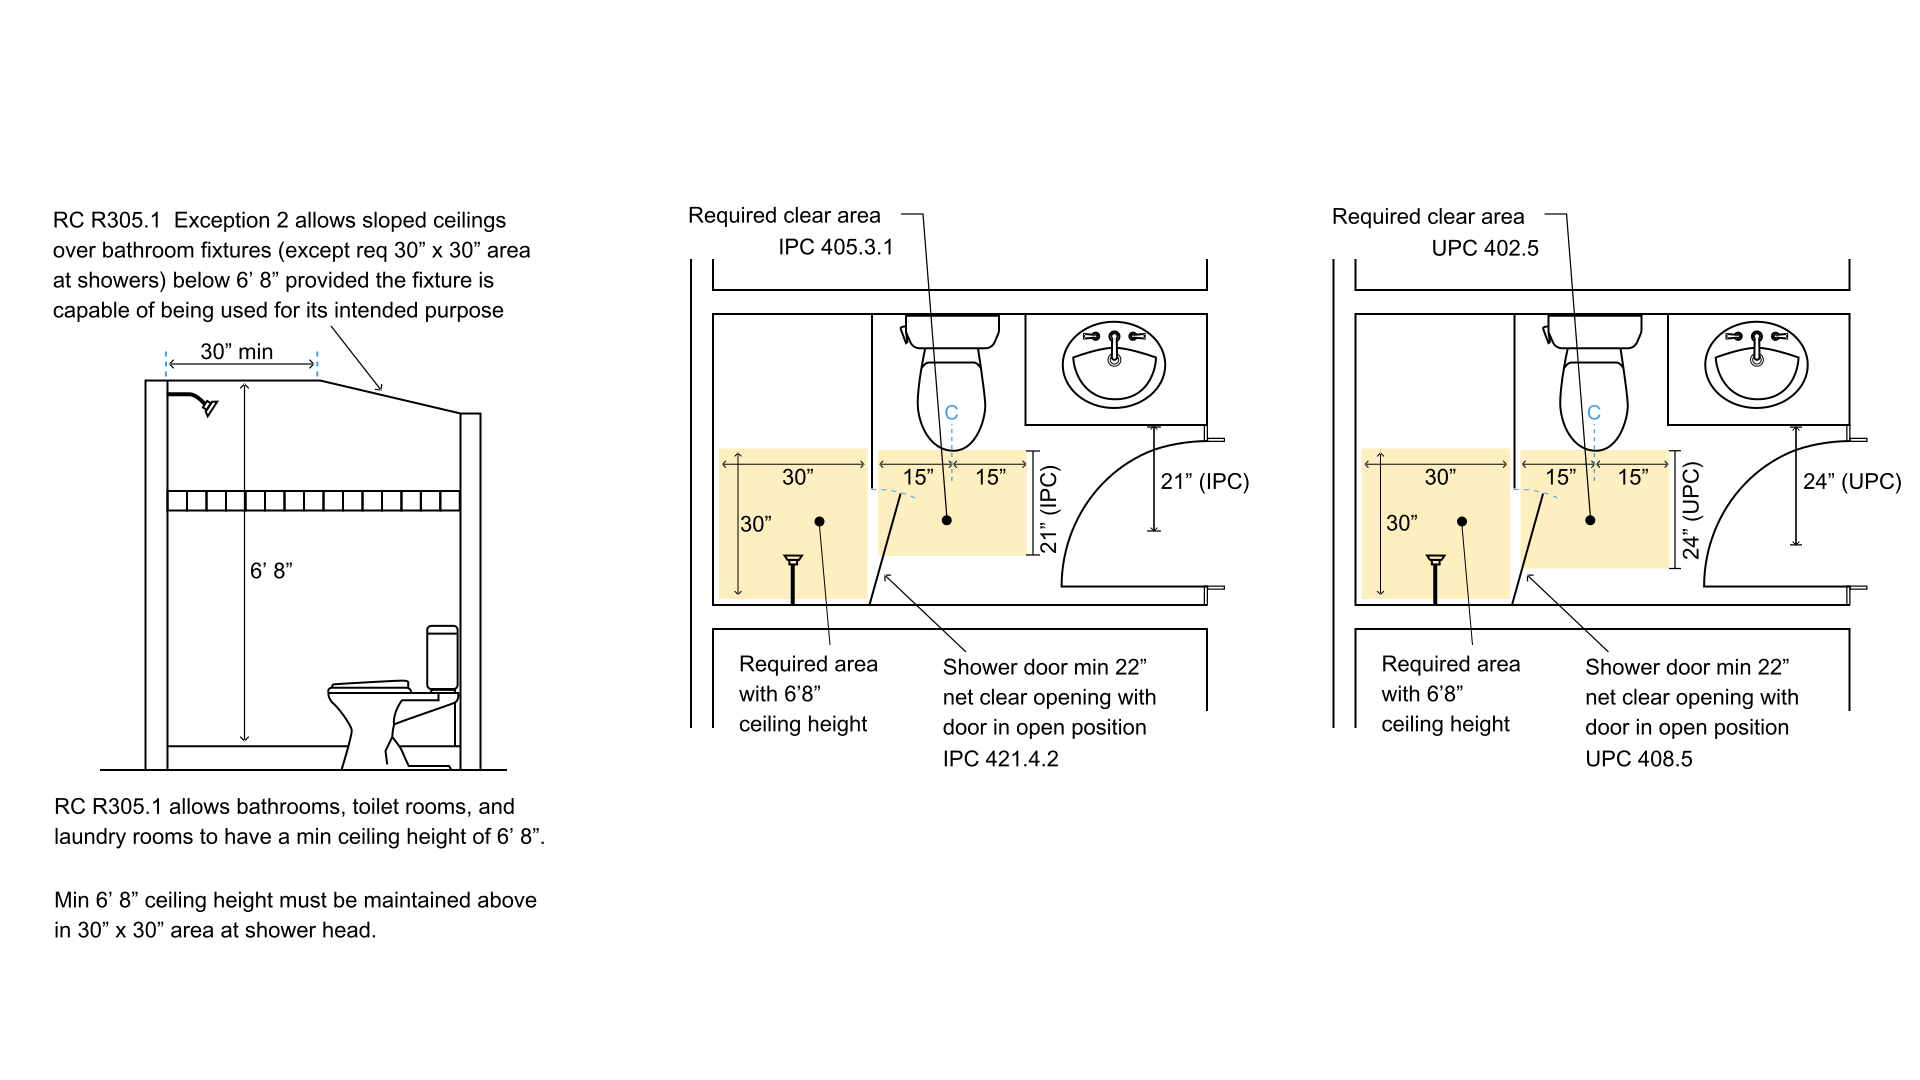 RC R305.1  Exception 2 allows sloped ceilings
over bathroom fixtures (except req 30” x 30” area
at showers) below 6’ 8” provided the fixture is
capable of being used for its intended purpose
30” min
6’ 8”
RC R305.1 allows bathrooms, toilet rooms, and
laundry rooms to have a min ceiling height of 6’ 8”.
Min 6’ 8” ceiling height must be maintained above
in 30” x 30” area at shower head.
Required clear area
IPC 405.3.1
C
30”
15”
15”
30”
21” (IPC)
21” (IPC)
Required area
with 6’8”
ceiling height
Shower door min 22”
net clear opening with
door in open position
IPC 421.4.2
Required clear area
UPC 402.5
C
30”
15”
15”
30”
24” (UPC)
24” (UPC)
Required area
with 6’8”
ceiling height
Shower door min 22”
net clear opening with
door in open position
UPC 408.5